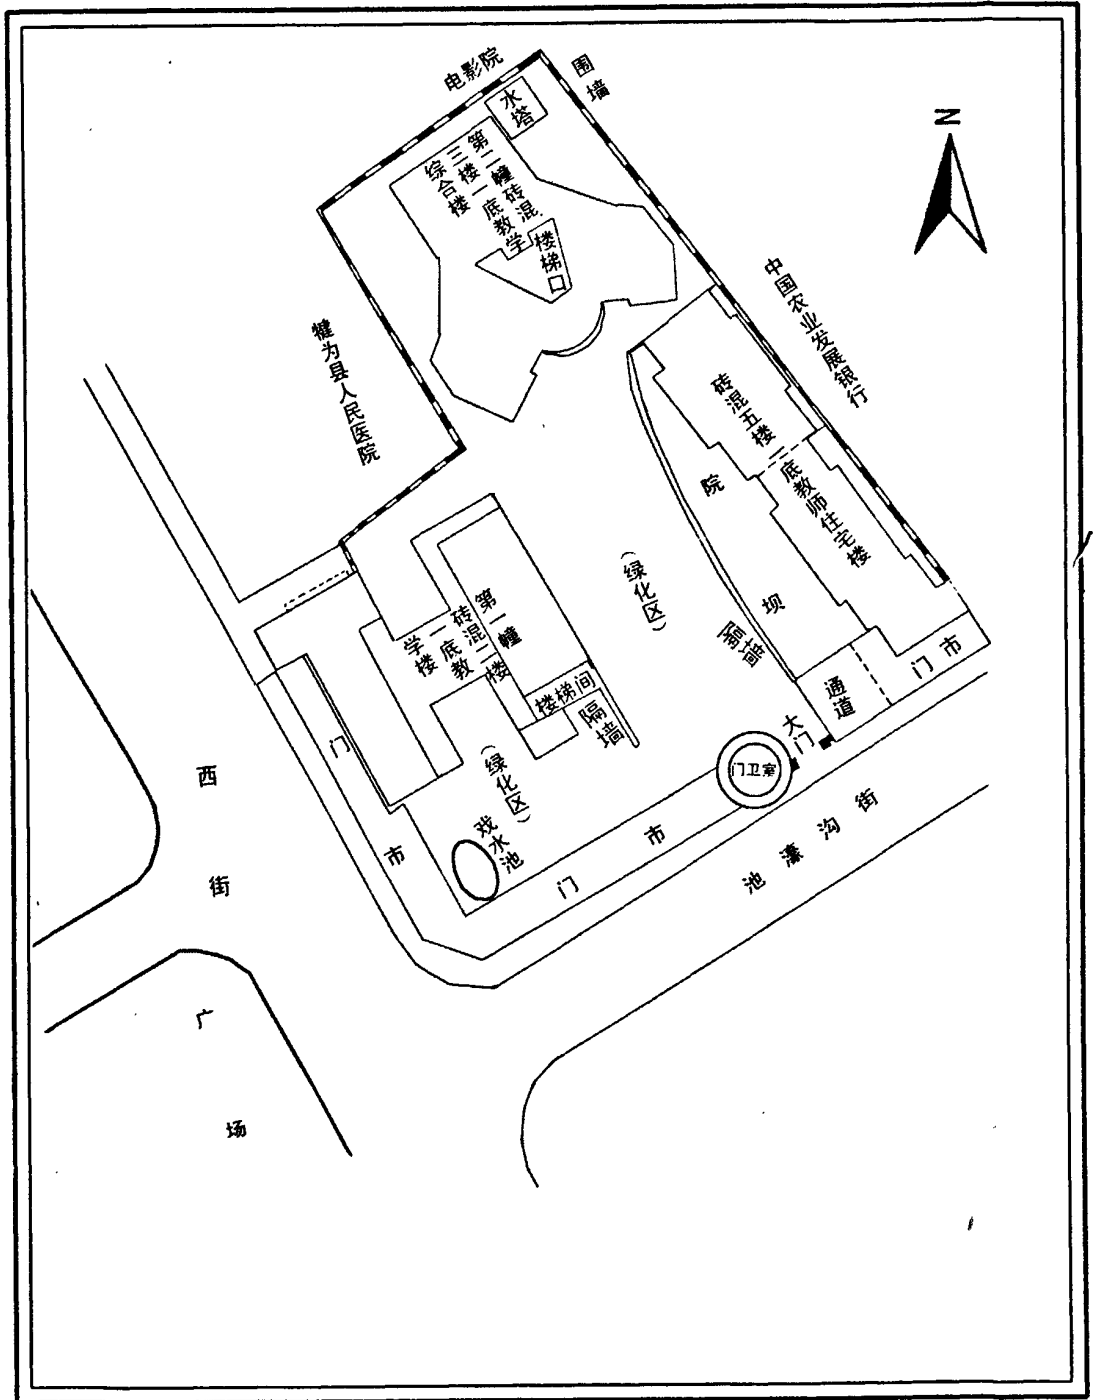 电影院
围墙
N
水塔
第二幢砖混
三楼一底教学
综合楼
楼梯口
中国农业发展银行
犍为县人民医院
砖混五楼一底教师住宅楼
院坝
(绿化区)
围墙
第一幢
砖混二楼
一底教
学楼
楼梯间
隔墙
通道
门市
大门
门卫室
门市
(绿化区)
戏水池
门市
池濠沟街
西街
广场